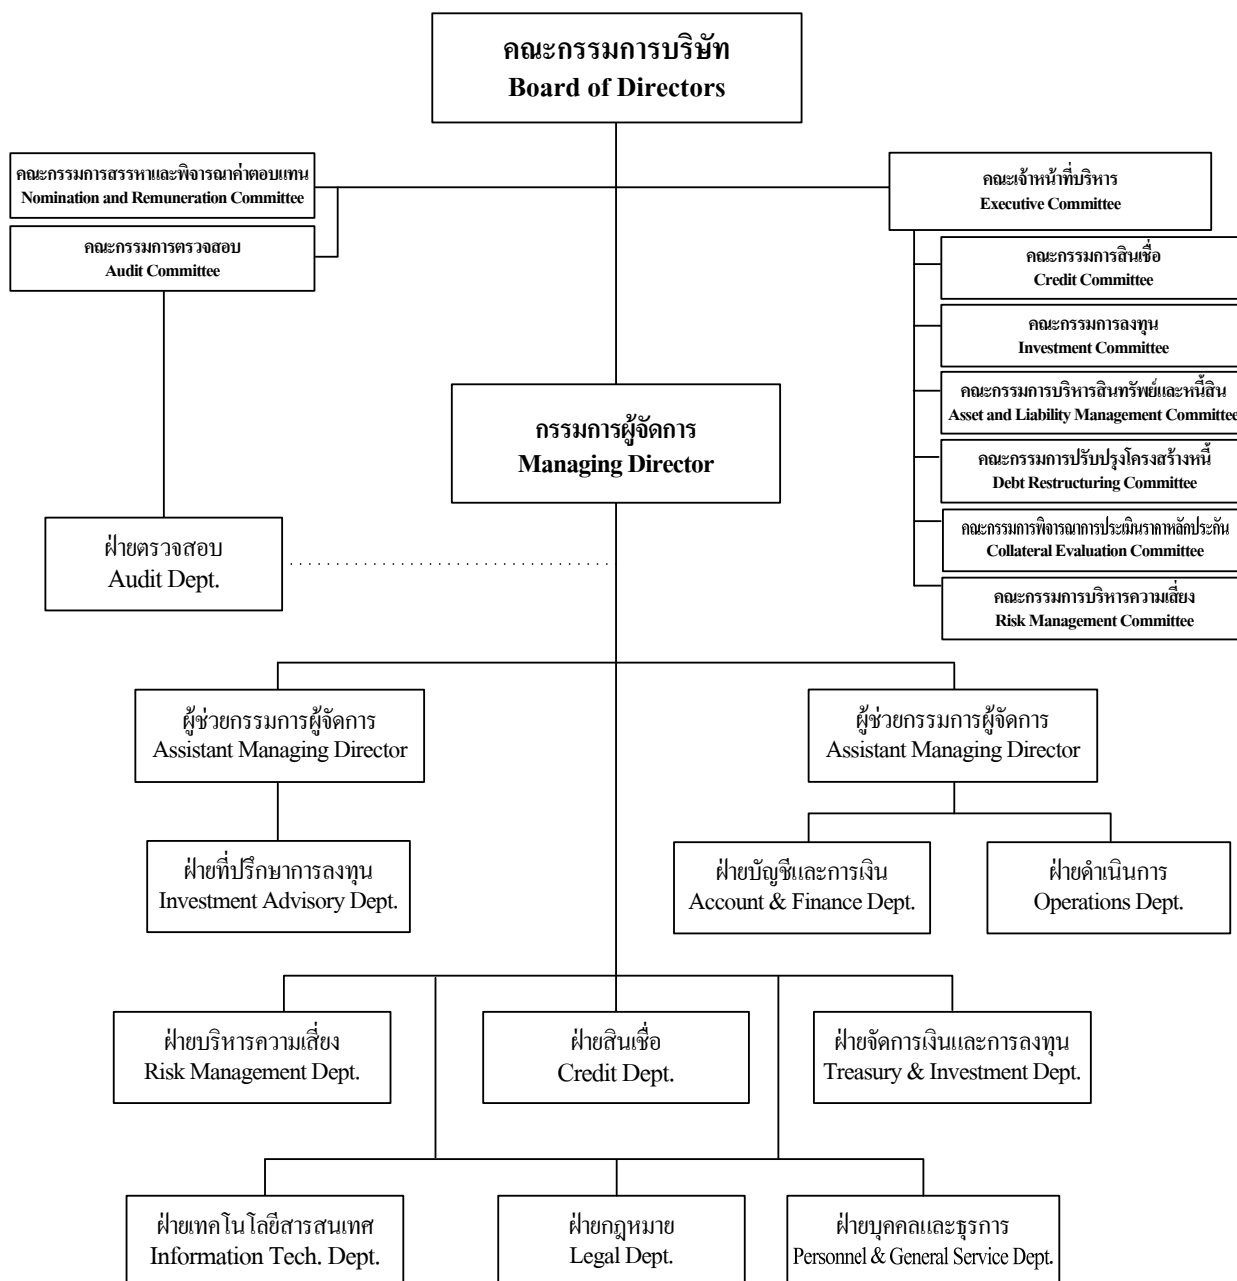 คณะกรรมการบริษัท
Board of Directors
คณะกรรมการสรรหาและพิจารณาค่าตอบแทน
Nomination and Remuneration Committee
คณะกรรมการตรวจสอบ
Audit Committee
คณะเจ้าหน้าที่บริหาร
Executive Committee
คณะกรรมการสินเชื่อ
Credit Committee
คณะกรรมการลงทุน
Investment Committee
คณะกรรมการบริหารสินทรัพย์และหนี้สิน
Asset and Liability Management Committee
คณะกรรมการปรับปรุงโครงสร้างหนี้
Debt Restructuring Committee
คณะกรรมการพิจารณาการประเมินราคาหลักประกัน
Collateral Evaluation Committee
คณะกรรมการบริหารความเสี่ยง
Risk Management Committee
กรรมการผู้จัดการ
Managing Director
ฝ่ายตรวจสอบ
Audit Dept.
ผู้ช่วยกรรมการผู้จัดการ
Assistant Managing Director
ผู้ช่วยกรรมการผู้จัดการ
Assistant Managing Director
ฝ่ายที่ปรึกษาการลงทุน
Investment Advisory Dept.
ฝ่ายบัญชีและการเงิน
Account & Finance Dept.
ฝ่ายดำเนินการ
Operations Dept.
ฝ่ายบริหารความเสี่ยง
Risk Management Dept.
ฝ่ายสินเชื่อ
Credit Dept.
ฝ่ายจัดการเงินและการลงทุน
Treasury & Investment Dept.
ฝ่ายเทคโนโลยีสารสนเทศ
Information Tech. Dept.
ฝ่ายกฎหมาย
Legal Dept.
ฝ่ายบุคคลและธุรการ
Personnel & General Service Dept.